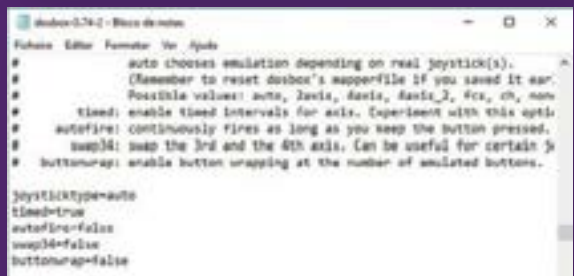 dosbox-0.74-2 - Bloco de notas
Ficheiro Editar Formatar Ver Ajuda
# auto chooses emulation depending on real joystick(s).
# (Remember to reset dosbox's mapperfile if you saved it ear
# Possible values: auto, 2axis, 4axis, 4axis_2, fcs, ch, none
# timed: enable timed intervals for axis. Experiment with this optio
# autofire: continuously fires as long as you keep the button pressed.
# swap34: swap the 3rd and the 4th axis. Can be useful for certain jo
# buttonwrap: enable button wrapping at the number of emulated buttons.
joysticktype=auto
timed=true
autofire=false
swap34=false
buttonwrap=false